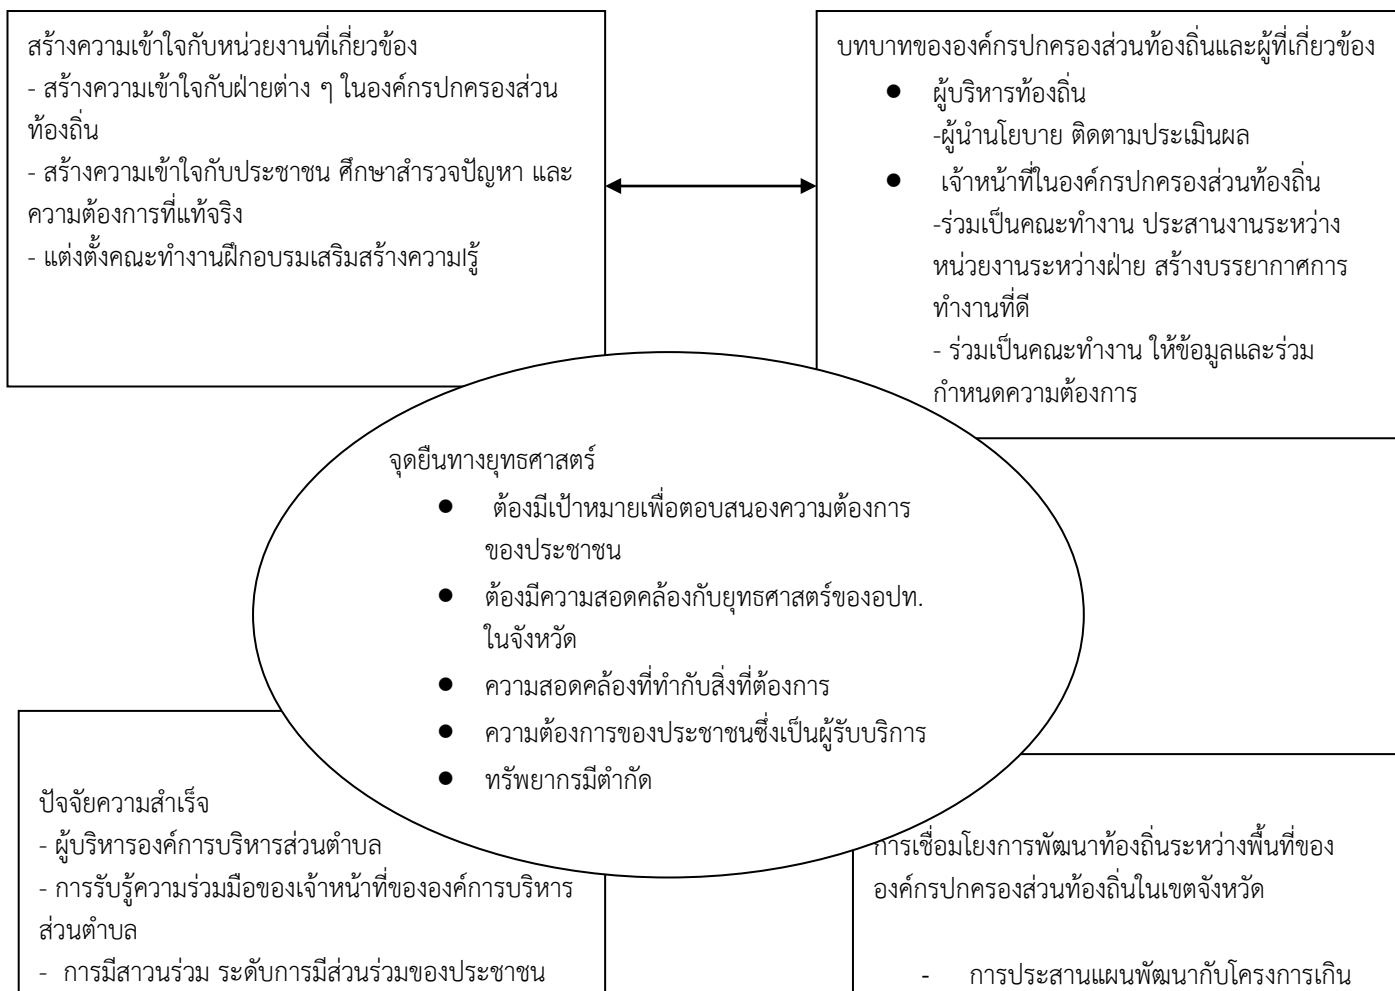 สร้างความเข้าใจกับหน่วยงานที่เกี่ยวข้อง
- สร้างความเข้าใจกับฝ่ายต่าง ๆ ในองค์กรปกครองส่วน
ท้องถิ่น
- สร้างความเข้าใจกับประชาชน ศึกษาสำรวจปัญหา และ
ความต้องการที่แท้จริง
- แต่งตั้งคณะทำงานฝึกอบรมเสริมสร้างความรู้
บทบาทขององค์กรปกครองส่วนท้องถิ่นและผู้ที่เกี่ยวข้อง
● ผู้บริหารท้องถิ่น
-ผู้นำนโยบาย ติดตามประเมินผล
● เจ้าหน้าที่ในองค์กรปกครองส่วนท้องถิ่น
-ร่วมเป็นคณะทำงาน ประสานงานระหว่าง
หน่วยงานระหว่างฝ่าย สร้างบรรยากาศการ
ทำงานที่ดี
- ร่วมเป็นคณะทำงาน ให้ข้อมูลและร่วม
กำหนดความต้องการ
จุดยืนทางยุทธศาสตร์
● ต้องมีเป้าหมายเพื่อตอบสนองความต้องการ
ของประชาชน
● ต้องมีความสอดคล้องกับยุทธศาสตร์ของอปท.
ในจังหวัด
● ความสอดคล้องที่ทำกับสิ่งที่ต้องการ
● ความต้องการของประชาชนซึ่งเป็นผู้รับบริการ
● ทรัพยากรมีตำกัด
ปัจจัยความสำเร็จ
- ผู้บริหารองค์การบริหารส่วนตำบล
- การรับรู้ความร่วมมือของเจ้าหน้าที่ขององค์การบริหาร
ส่วนตำบล
- การมีสาวนร่วม ระดับการมีส่วนร่วมของประชาชน
การเชื่อมโยงการพัฒนาท้องถิ่นระหว่างพื้นที่ของ
องค์กรปกครองส่วนท้องถิ่นในเขตจังหวัด
- การประสานแผนพัฒนากับโครงการเกิน